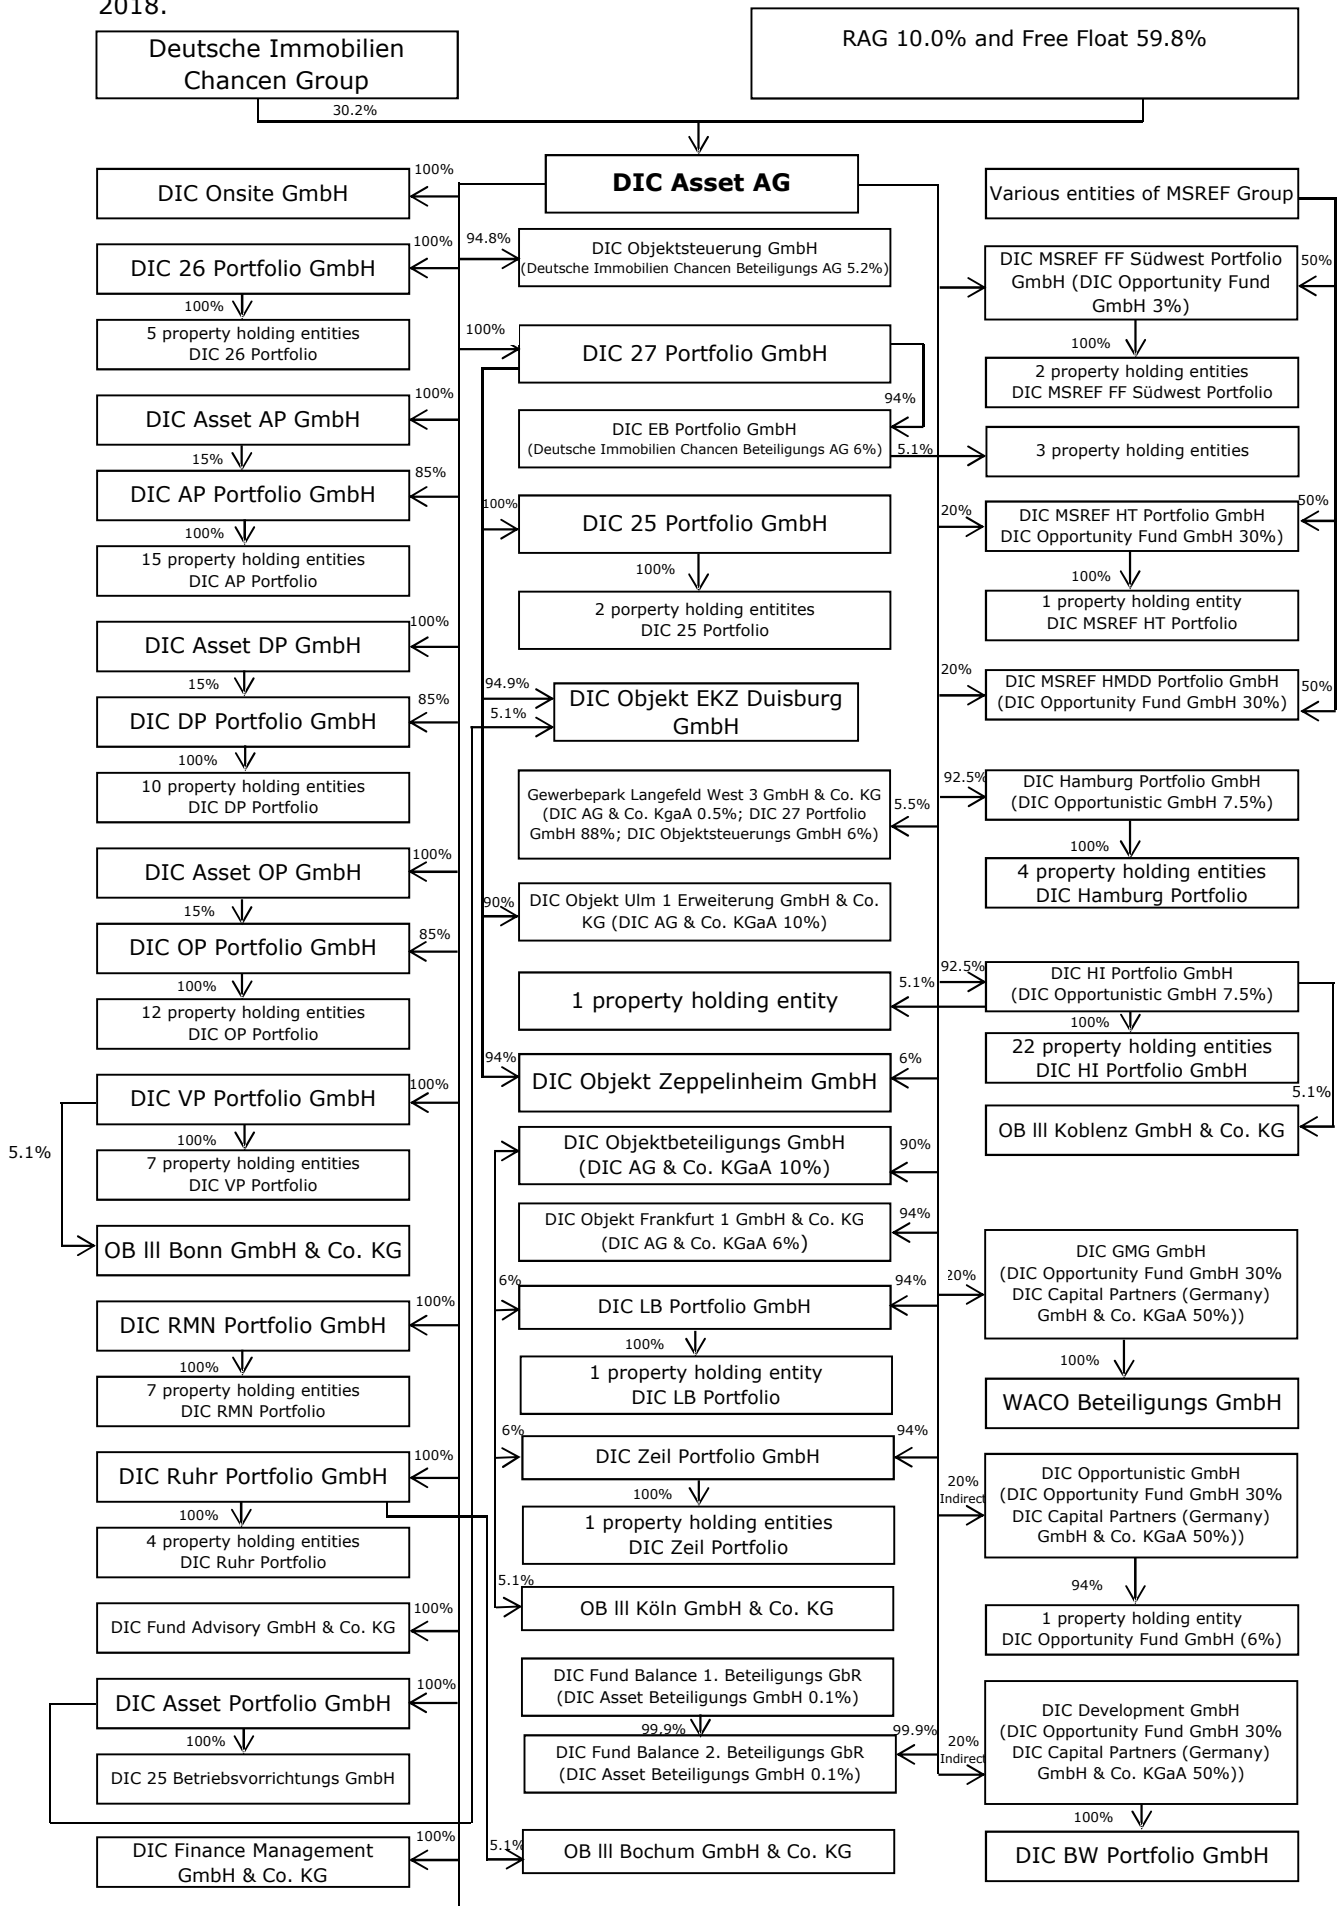 2018.
Deutsche Immobilien
Chancen Group
RAG 10.0% and Free Float 59.8%
30.2%
DIC Asset AG
100%
DIC Onsite GmbH
100%
DIC 26 Portfolio GmbH
100%
5 property holding entities
DIC 26 Portfolio
100%
DIC Asset AP GmbH
15%
85%
DIC AP Portfolio GmbH
100%
15 property holding entities
DIC AP Portfolio
100%
DIC Asset DP GmbH
15%
85%
DIC DP Portfolio GmbH
100%
10 property holding entities
DIC DP Portfolio
100%
DIC Asset OP GmbH
15%
85%
DIC OP Portfolio GmbH
100%
12 property holding entities
DIC OP Portfolio
100%
DIC VP Portfolio GmbH
100%
5.1%
7 property holding entities
DIC VP Portfolio
OB lll Bonn GmbH & Co. KG
100%
DIC RMN Portfolio GmbH
100%
7 property holding entities
DIC RMN Portfolio
100%
DIC Ruhr Portfolio GmbH
100%
4 property holding entities
DIC Ruhr Portfolio
100%
DIC Fund Advisory GmbH & Co. KG
100%
DIC Asset Portfolio GmbH
100%
DIC 25 Betriebsvorrichtungs GmbH
100%
DIC Finance Management
GmbH & Co. KG
94.8%
DIC Objektsteuerung GmbH
(Deutsche Immobilien Chancen Beteiligungs AG 5.2%)
100%
DIC 27 Portfolio GmbH
94%
DIC EB Portfolio GmbH
(Deutsche Immobilien Chancen Beteiligungs AG 6%)
5.1%
100%
DIC 25 Portfolio GmbH
100%
2 porperty holding entitites
DIC 25 Portfolio
94.9%
5.1%
DIC Objekt EKZ Duisburg
GmbH
Gewerbepark Langefeld West 3 GmbH & Co. KG
(DIC AG & Co. KgaA 0.5%; DIC 27 Portfolio
GmbH 88%; DIC Objektsteuerungs GmbH 6%)
5.5%
90%
DIC Objekt Ulm 1 Erweiterung GmbH & Co.
KG (DIC AG & Co. KGaA 10%)
5.1%
1 property holding entity
94%
6%
DIC Objekt Zeppelinheim GmbH
DIC Objektbeteiligungs GmbH
(DIC AG & Co. KGaA 10%)
90%
DIC Objekt Frankfurt 1 GmbH & Co. KG
(DIC AG & Co. KGaA 6%)
94%
6%
94%
DIC LB Portfolio GmbH
100%
1 property holding entity
DIC LB Portfolio
6%
94%
DIC Zeil Portfolio GmbH
100%
1 property holding entities
DIC Zeil Portfolio
5.1%
OB lll Köln GmbH & Co. KG
DIC Fund Balance 1. Beteiligungs GbR
(DIC Asset Beteiligungs GmbH 0.1%)
99.9%
99.9%
DIC Fund Balance 2. Beteiligungs GbR
(DIC Asset Beteiligungs GmbH 0.1%)
5.1%
OB lll Bochum GmbH & Co. KG
Various entities of MSREF Group
DIC MSREF FF Südwest Portfolio
GmbH (DIC Opportunity Fund
GmbH 3%)
50%
100%
2 property holding entities
DIC MSREF FF Südwest Portfolio
3 property holding entities
20%
50%
DIC MSREF HT Portfolio GmbH
DIC Opportunity Fund GmbH 30%)
100%
1 property holding entity
DIC MSREF HT Portfolio
20%
50%
DIC MSREF HMDD Portfolio GmbH
(DIC Opportunity Fund GmbH 30%)
92.5%
DIC Hamburg Portfolio GmbH
(DIC Opportunistic GmbH 7.5%)
100%
4 property holding entities
DIC Hamburg Portfolio
92.5%
DIC HI Portfolio GmbH
(DIC Opportunistic GmbH 7.5%)
100%
22 property holding entities
DIC HI Portfolio GmbH
5.1%
OB lll Koblenz GmbH & Co. KG
20%
DIC GMG GmbH
(DIC Opportunity Fund GmbH 30%
DIC Capital Partners (Germany)
GmbH & Co. KGaA 50%))
100%
WACO Beteiligungs GmbH
20%
Indirect
DIC Opportunistic GmbH
(DIC Opportunity Fund GmbH 30%
DIC Capital Partners (Germany)
GmbH & Co. KGaA 50%))
94%
1 property holding entity
DIC Opportunity Fund GmbH (6%)
20%
Indirect
DIC Development GmbH
(DIC Opportunity Fund GmbH 30%
DIC Capital Partners (Germany)
GmbH & Co. KGaA 50%))
100%
DIC BW Portfolio GmbH